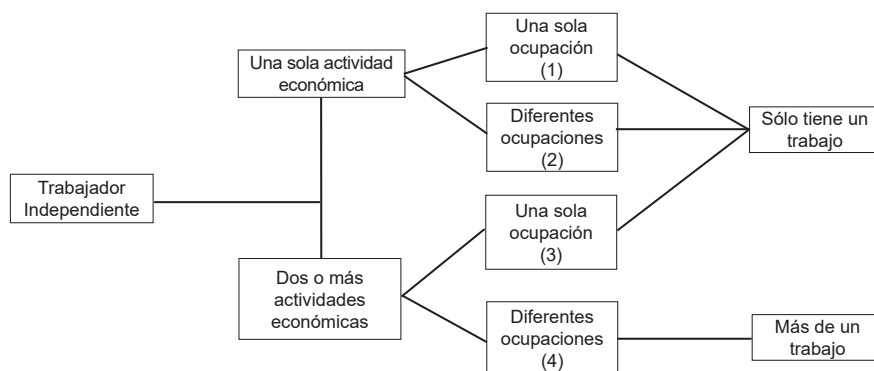 Trabajador
Independiente
Una sola actividad
económica
Dos o más
actividades
económicas
Una sola
ocupación
(1)
Diferentes
ocupaciones
(2)
Una sola
ocupación
(3)
Diferentes
ocupaciones
(4)
Sólo tiene un
trabajo
Más de un
trabajo